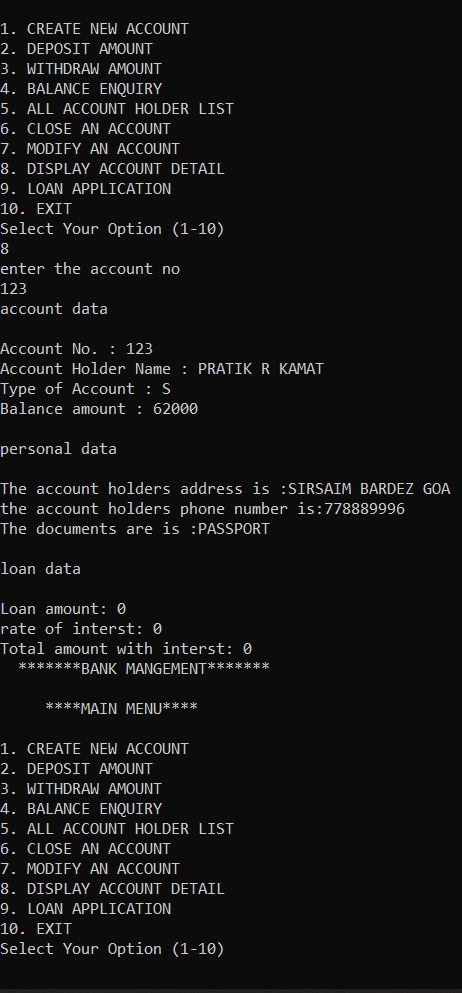 1. CREATE NEW ACCOUNT
2. DEPOSIT AMOUNT
3. WITHDRAW AMOUNT
4. BALANCE ENQUIRY
5. ALL ACCOUNT HOLDER LIST
6. CLOSE AN ACCOUNT
7. MODIFY AN ACCOUNT
8. DISPLAY ACCOUNT DETAIL
9. LOAN APPLICATION
10. EXIT
Select Your Option (1-10)
8
enter the account no
123
account data
Account No. : 123
Account Holder Name : PRATIK R KAMAT
Type of Account : S
Balance amount : 62000
personal data
The account holders address is :SIRSAIM BARDEZ GOA
the account holders phone number is:778889996
The documents are is :PASSPORT
loan data
Loan amount: 0
rate of interst: 0
Total amount with interst: 0
*******BANK MANGEMENT*******
****MAIN MENU****
1. CREATE NEW ACCOUNT
2. DEPOSIT AMOUNT
3. WITHDRAW AMOUNT
4. BALANCE ENQUIRY
5. ALL ACCOUNT HOLDER LIST
6. CLOSE AN ACCOUNT
7. MODIFY AN ACCOUNT
8. DISPLAY ACCOUNT DETAIL
9. LOAN APPLICATION
10. EXIT
Select Your Option (1-10)